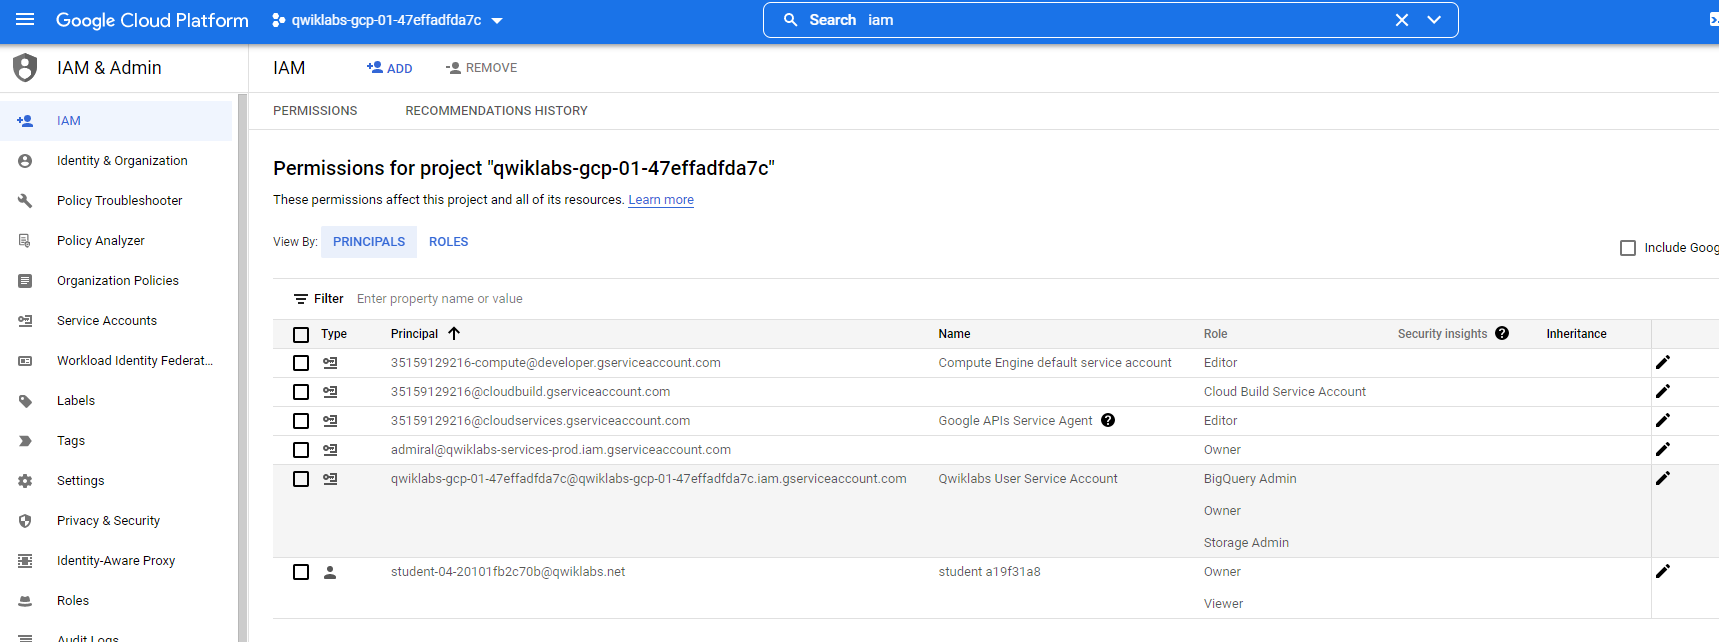 Google Cloud Platform
qwiklabs-gcp-01-47effadfda7c
Search iam
IAM & Admin
IAM
ADD
REMOVE
IAM
Identity & Organization
Policy Troubleshooter
Policy Analyzer
Organization Policies
Service Accounts
Workload Identity Federat...
Labels
Tags
Settings
Privacy & Security
Identity-Aware Proxy
Roles
Audit Logs
PERMISSIONS
RECOMMENDATIONS HISTORY
Permissions for project "qwiklabs-gcp-01-47effadfda7c"
These permissions affect this project and all of its resources. Learn more
View By: PRINCIPALS ROLES
Include Goog
Filter Enter property name or value
Type Principal Name Role Security insights Inheritance
35159129216-compute@developer.gserviceaccount.com Compute Engine default service account Editor
35159129216@cloudbuild.gserviceaccount.com Cloud Build Service Account
35159129216@cloudservices.gserviceaccount.com Google APIs Service Agent Editor
admiral@qwiklabs-services-prod.iam.gserviceaccount.com Owner
qwiklabs-gcp-01-47effadfda7c@qwiklabs-gcp-01-47effadfda7c.iam.gserviceaccount.com Qwiklabs User Service Account BigQuery Admin
Owner
Storage Admin
student-04-20101fb2c70b@qwiklabs.net student a19f31a8 Owner
Viewer